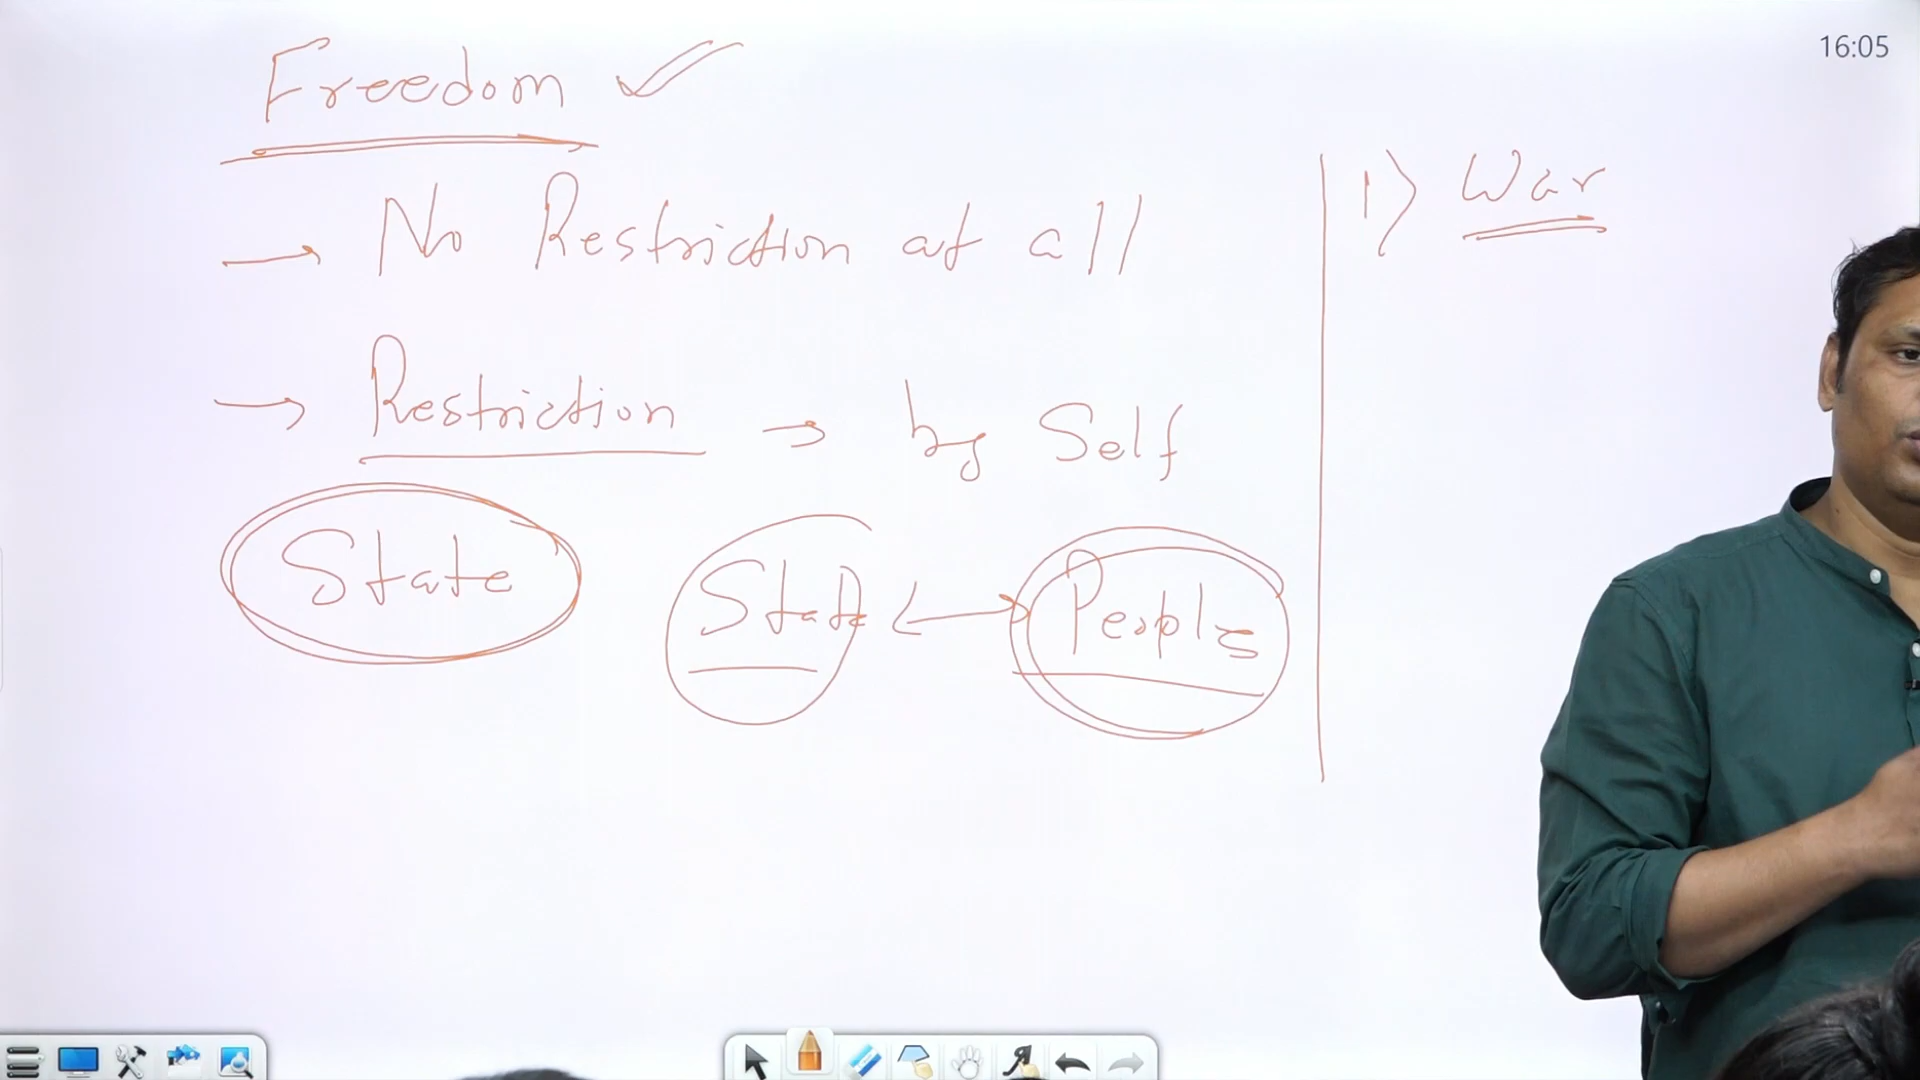 16:05
Freedom
→ No Restriction at all
→ Restriction → by Self
State
State ↔ People
1) War